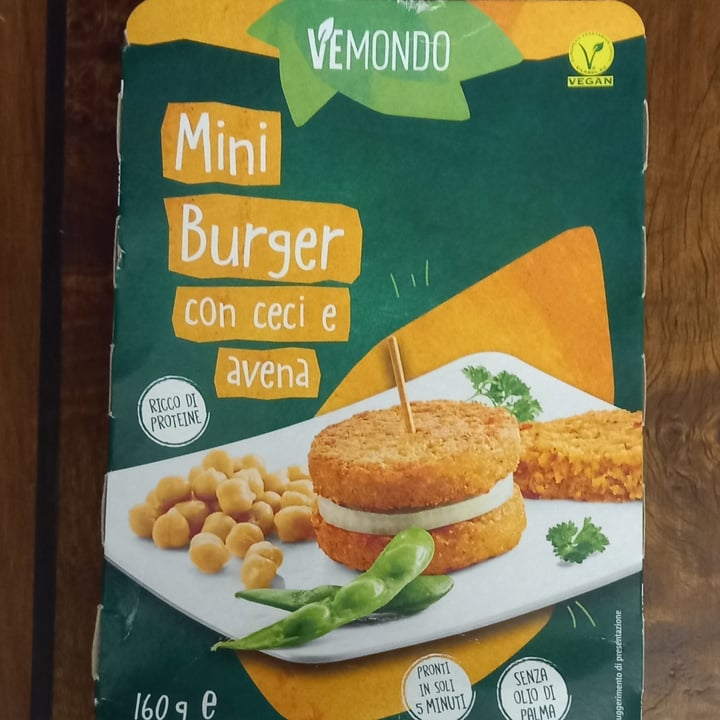 VEMONDO
VEGAN
Mini
Burger
con ceci e
avena
RICCO DI
PROTEINE
160 g e
PRONTI
IN SOLI
5 MINUTI
SENZA
OLIO DI
PALMA
uggerimento di presentazione